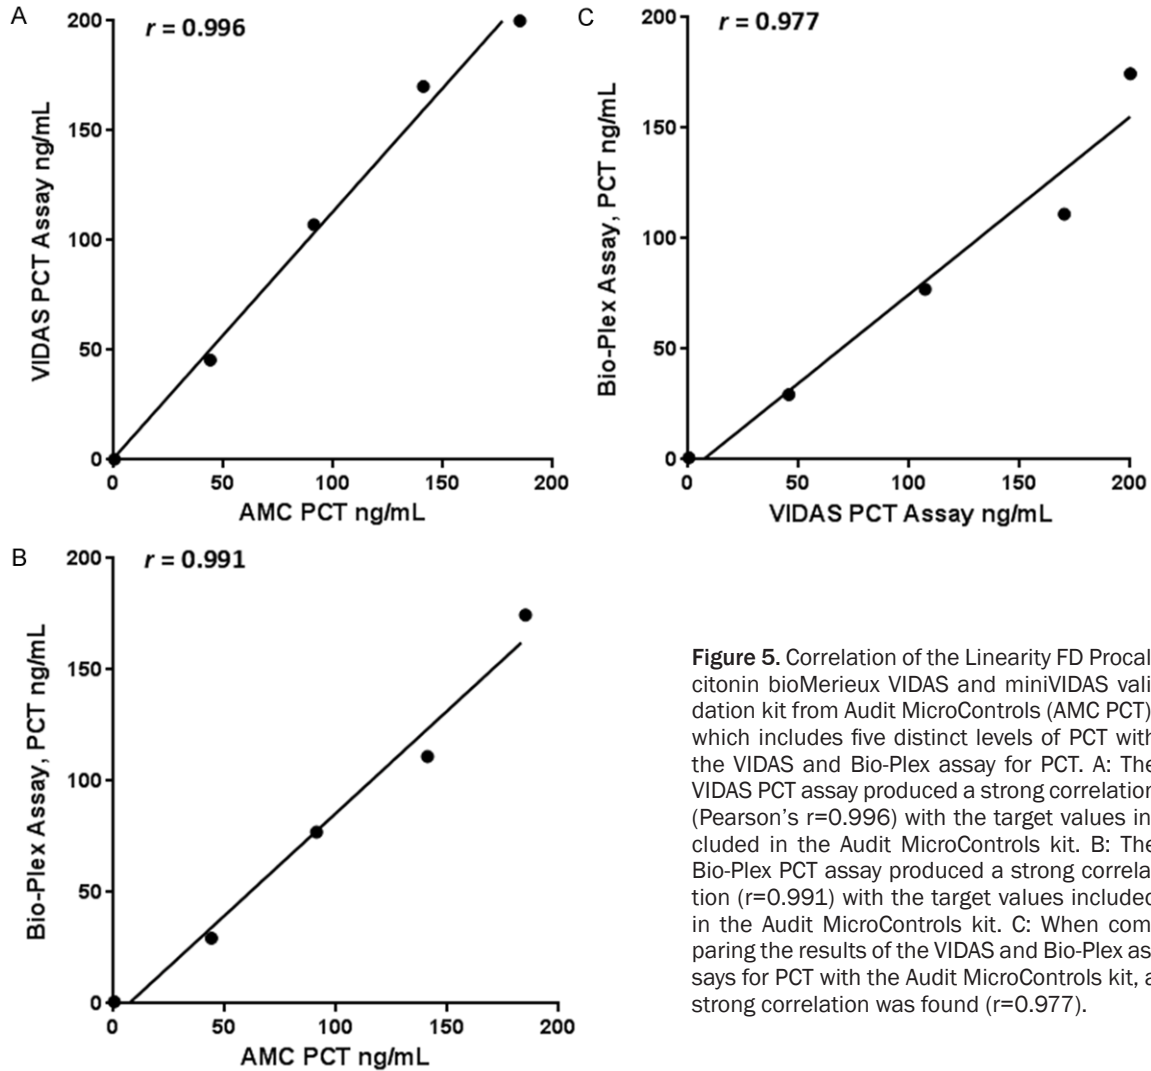 A
r = 0.996
200
150
100
50
0
VIDAS PCT Assay ng/mL
0 50 100 150 200
AMC PCT ng/mL
B
r = 0.991
200
150
100
50
0
Bio-Plex Assay, PCT ng/mL
0 50 100 150 200
AMC PCT ng/mL
C
r = 0.977
200
150
100
50
0
Bio-Plex Assay, PCT ng/mL
0 50 100 150 200
VIDAS PCT Assay ng/mL
Figure 5. Correlation of the Linearity FD Procal-
citonin bioMerieux VIDAS and miniVIDAS vali-
dation kit from Audit MicroControls (AMC PCT),
which includes five distinct levels of PCT with
the VIDAS and Bio-Plex assay for PCT. A: The
VIDAS PCT assay produced a strong correlation
(Pearson's r=0.996) with the target values in-
cluded in the Audit MicroControls kit. B: The
Bio-Plex PCT assay produced a strong correla-
tion (r=0.991) with the target values included
in the Audit MicroControls kit. C: When com-
paring the results of the VIDAS and Bio-Plex as-
says for PCT with the Audit MicroControls kit, a
strong correlation was found (r=0.977).